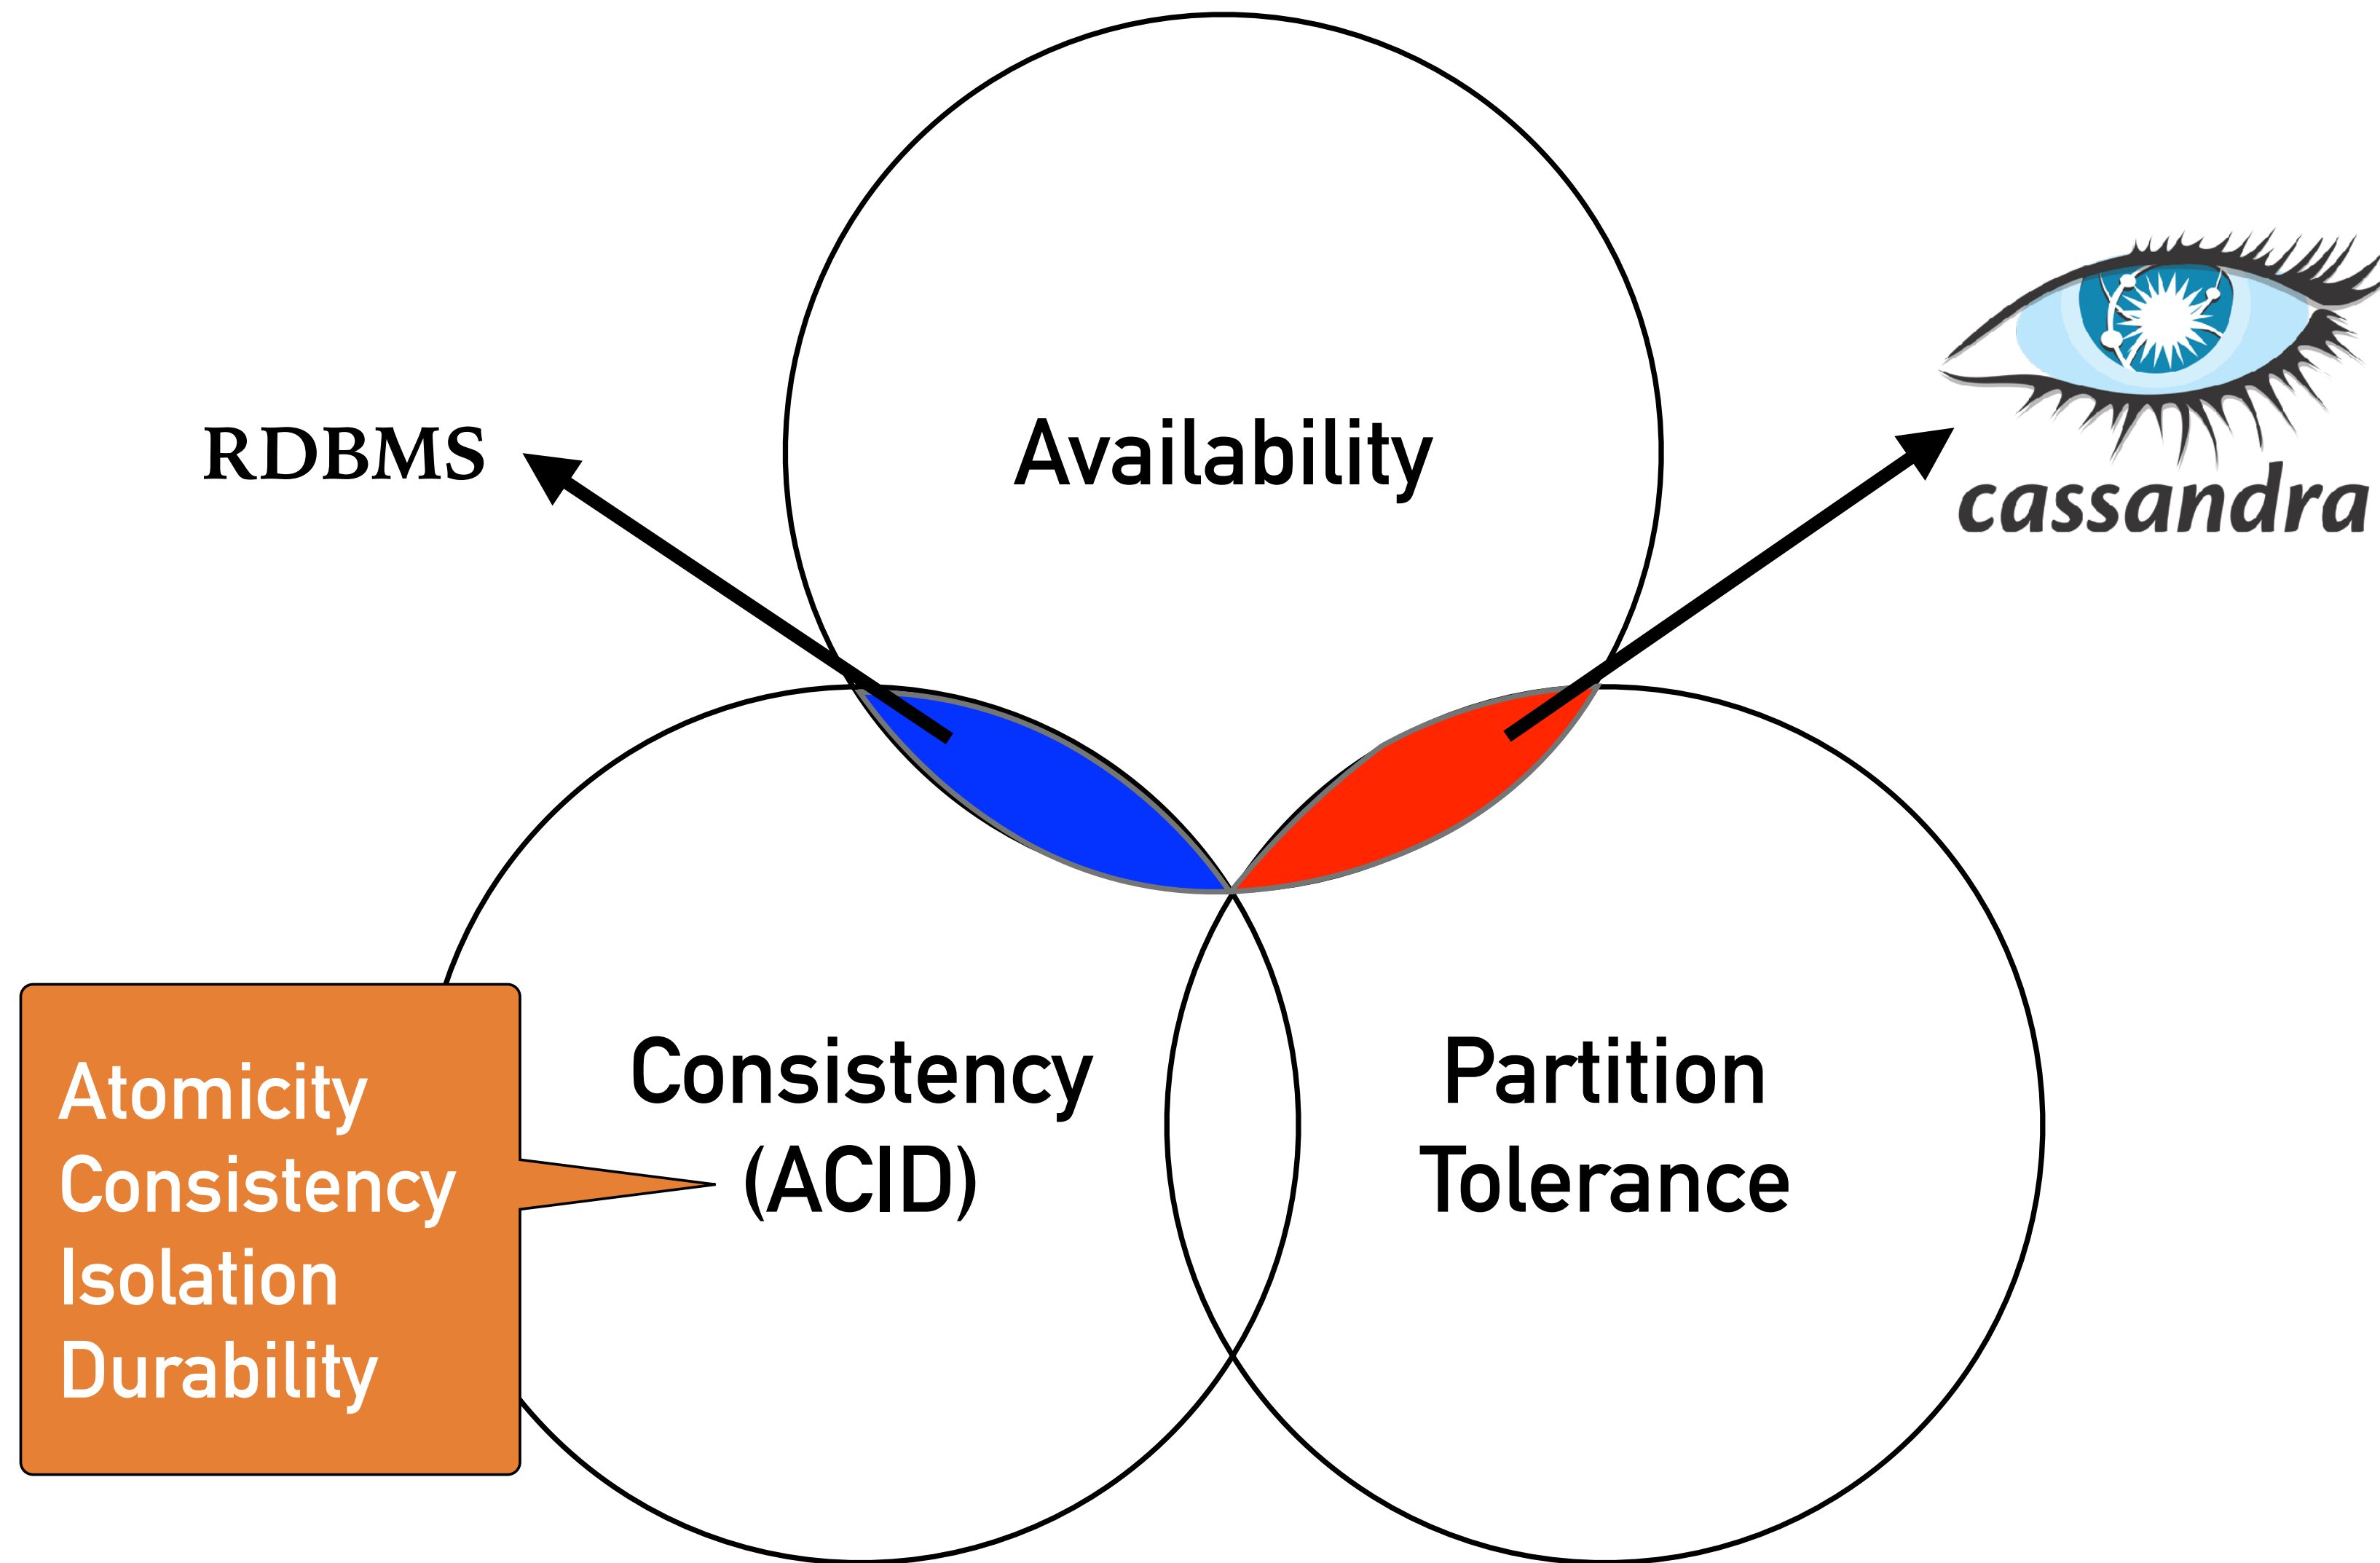 Availability
RDBMS
cassandra
Consistency
(ACID)
Partition
Tolerance
Atomicity
Consistency
Isolation
Durability